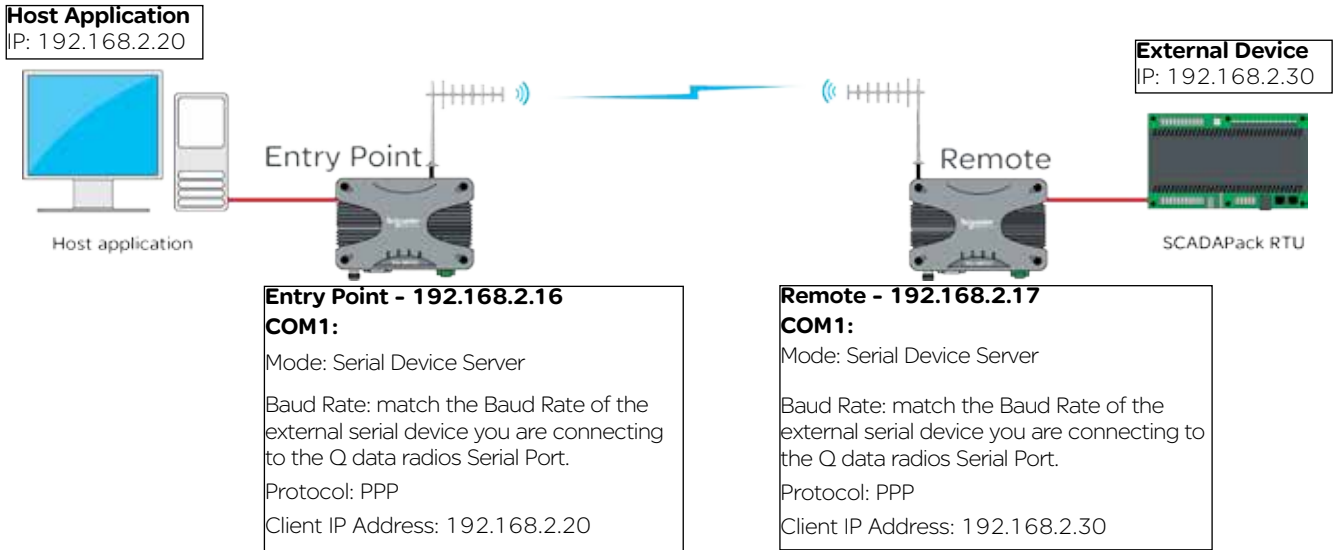 Host Application
IP: 192.168.2.20
External Device
IP: 192.168.2.30
Entry Point
Remote
Host application
SCADAPack RTU
Entry Point - 192.168.2.16
COM1:
Mode: Serial Device Server
Baud Rate: match the Baud Rate of the
external serial device you are connecting
to the Q data radios Serial Port.
Protocol: PPP
Client IP Address: 192.168.2.20
Remote - 192.168.2.17
COM1:
Mode: Serial Device Server
Baud Rate: match the Baud Rate of the
external serial device you are connecting to
the Q data radios Serial Port.
Protocol: PPP
Client IP Address: 192.168.2.30